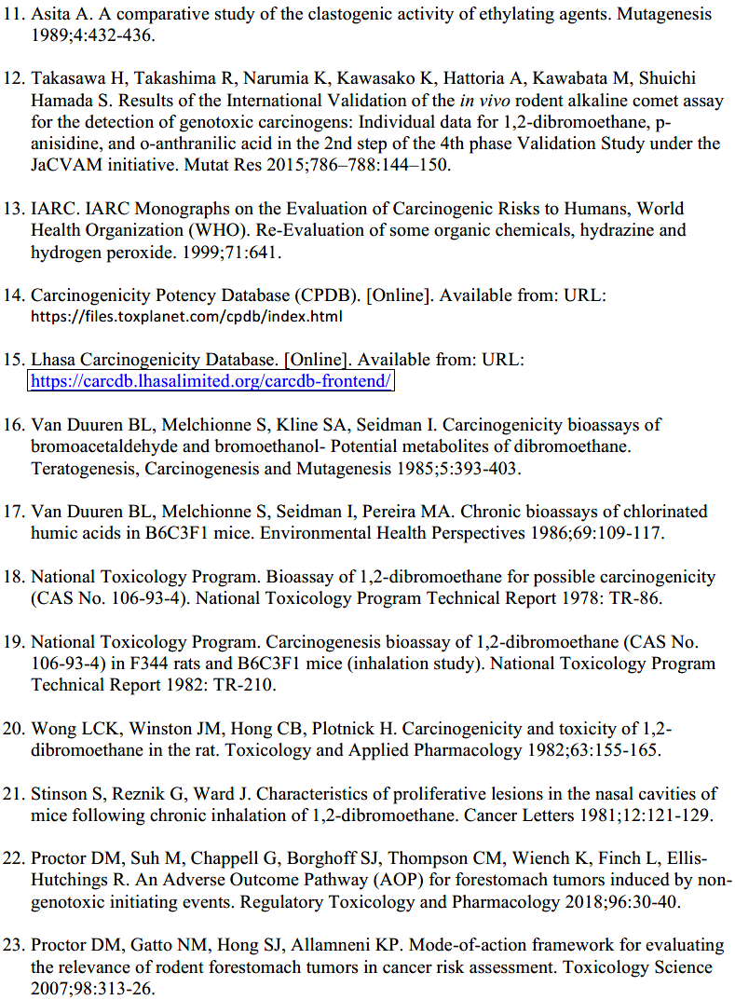 11. Asita A. A comparative study of the clastogenic activity of ethylating agents. Mutagenesis
1989;4:432-436.
12. Takasawa H, Takashima R, Narumia K, Kawasako K, Hattoria A, Kawabata M, Shuichi
Hamada S. Results of the International Validation of the in vivo rodent alkaline comet assay
for the detection of genotoxic carcinogens: Individual data for 1,2-dibromoethane, p-
anisidine, and o-anthranilic acid in the 2nd step of the 4th phase Validation Study under the
JaCVAM initiative. Mutat Res 2015;786–788:144–150.
13. IARC. IARC Monographs on the Evaluation of Carcinogenic Risks to Humans, World
Health Organization (WHO). Re-Evaluation of some organic chemicals, hydrazine and
hydrogen peroxide. 1999;71:641.
14. Carcinogenicity Potency Database (CPDB). [Online]. Available from: URL:
https://files.toxplanet.com/cpdb/index.html
15. Lhasa Carcinogenicity Database. [Online]. Available from: URL:
https://carcdb.lhasalimited.org/carcdb-frontend/
16. Van Duuren BL, Melchionne S, Kline SA, Seidman I. Carcinogenicity bioassays of
bromoacetaldehyde and bromoethanol- Potential metabolites of dibromoethane.
Teratogenesis, Carcinogenesis and Mutagenesis 1985;5:393-403.
17. Van Duuren BL, Melchionne S, Seidman I, Pereira MA. Chronic bioassays of chlorinated
humic acids in B6C3F1 mice. Environmental Health Perspectives 1986;69:109-117.
18. National Toxicology Program. Bioassay of 1,2-dibromoethane for possible carcinogenicity
(CAS No. 106-93-4). National Toxicology Program Technical Report 1978: TR-86.
19. National Toxicology Program. Carcinogenesis bioassay of 1,2-dibromoethane (CAS No.
106-93-4) in F344 rats and B6C3F1 mice (inhalation study). National Toxicology Program
Technical Report 1982: TR-210.
20. Wong LCK, Winston JM, Hong CB, Plotnick H. Carcinogenicity and toxicity of 1,2-
dibromoethane in the rat. Toxicology and Applied Pharmacology 1982;63:155-165.
21. Stinson S, Reznik G, Ward J. Characteristics of proliferative lesions in the nasal cavities of
mice following chronic inhalation of 1,2-dibromoethane. Cancer Letters 1981;12:121-129.
22. Proctor DM, Suh M, Chappell G, Borghoff SJ, Thompson CM, Wiench K, Finch L, Ellis-
Hutchings R. An Adverse Outcome Pathway (AOP) for forestomach tumors induced by non-
genotoxic initiating events. Regulatory Toxicology and Pharmacology 2018;96:30-40.
23. Proctor DM, Gatto NM, Hong SJ, Allamneni KP. Mode-of-action framework for evaluating
the relevance of rodent forestomach tumors in cancer risk assessment. Toxicology Science
2007;98:313-26.